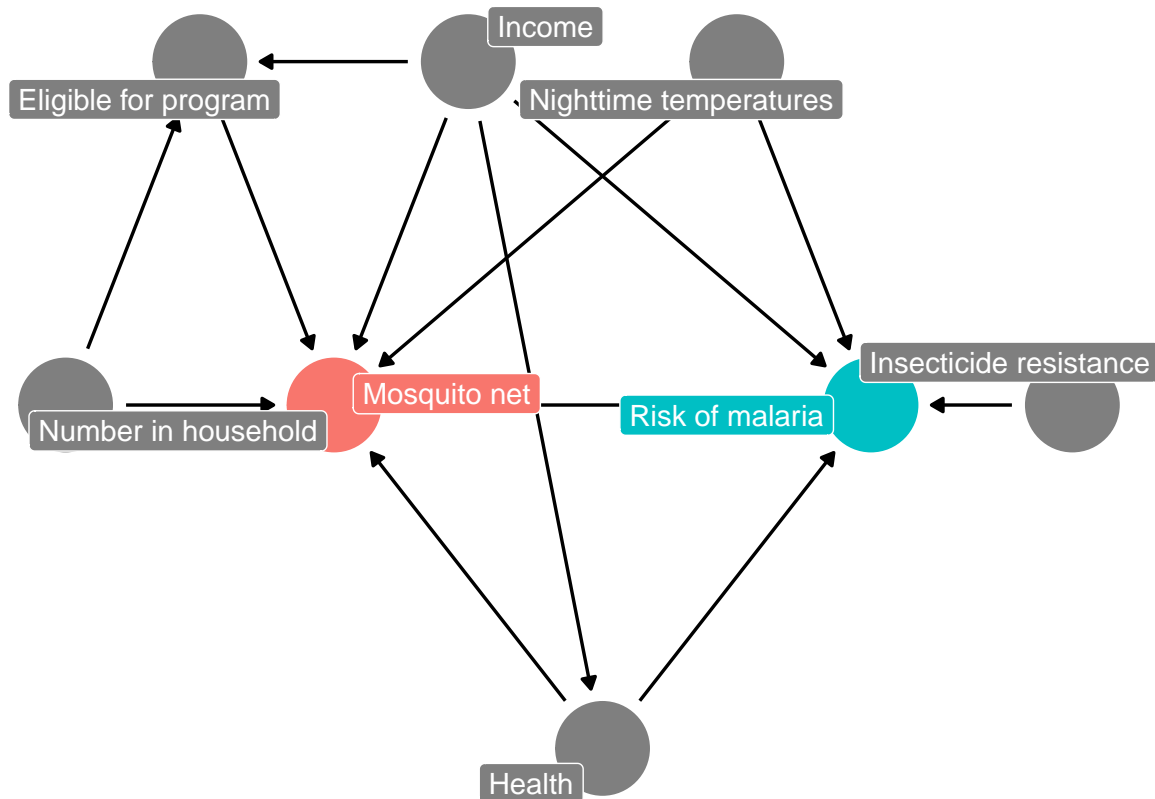 Income
Eligible for program
Nighttime temperatures
Insecticide resistance
Mosquito net
Risk of malaria
Number in household
Health